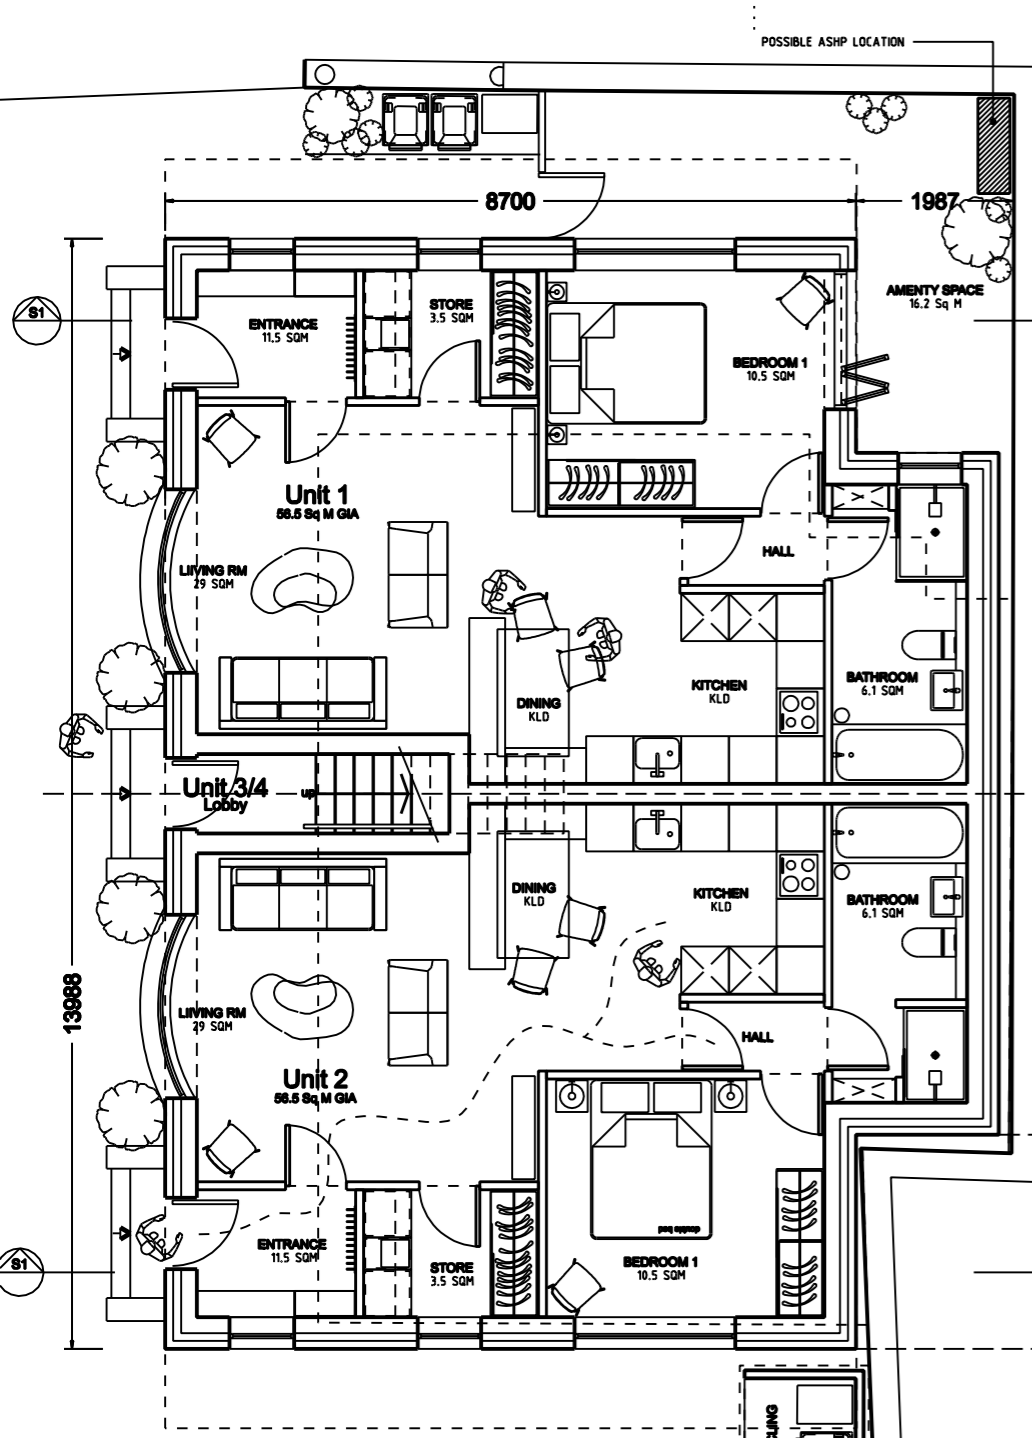 POSSIBLE ASHP LOCATION
8700
1987
AMENTY SPACE
16.2 Sq M
S1
ENTRANCE
11.5 SQM
STORE
3.5 SQM
BEDROOM 1
10.5 SQM
Unit 1
56.5 Sq M GIA
HALL
LIIVING RM
29 SQM
DINING
KLD
KITCHEN
KLD
BATHROOM
6.1 SQM
Unit 3/4
Lobby
up
DINING
KLD
KITCHEN
KLD
BATHROOM
6.1 SQM
13988
LIIVING RM
29 SQM
HALL
Unit 2
56.5 Sq M GIA
double bed
ENTRANCE
11.5 SQM
STORE
3.5 SQM
BEDROOM 1
10.5 SQM
S1